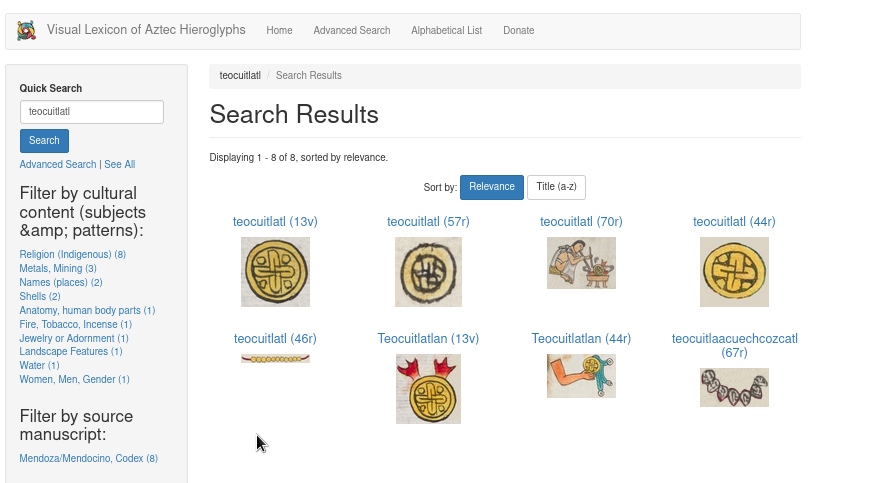 Visual Lexicon of Aztec Hieroglyphs Home Advanced Search Alphabetical List Donate
Quick Search
teocuitlatl
Search
Advanced Search | See All
Filter by cultural
content (subjects
&amp; patterns):
Religion (Indigenous) (8)
Metals, Mining (3)
Names (places) (2)
Shells (2)
Anatomy, human body parts (1)
Fire, Tobacco, Incense (1)
Jewelry or Adornment (1)
Landscape Features (1)
Water (1)
Women, Men, Gender (1)
Filter by source
manuscript:
Mendoza/Mendocino, Codex (8)
teocuitlatl / Search Results
Search Results
Displaying 1 - 8 of 8, sorted by relevance.
Sort by: Relevance Title (a-z)
teocuitlatl (13v) teocuitlatl (57r) teocuitlatl (70r) teocuitlatl (44r)
teocuitlatl (46r) Teocuitlatlan (13v) Teocuitlatlan (44r) teocuitlaacuechcozcatl
(67r)